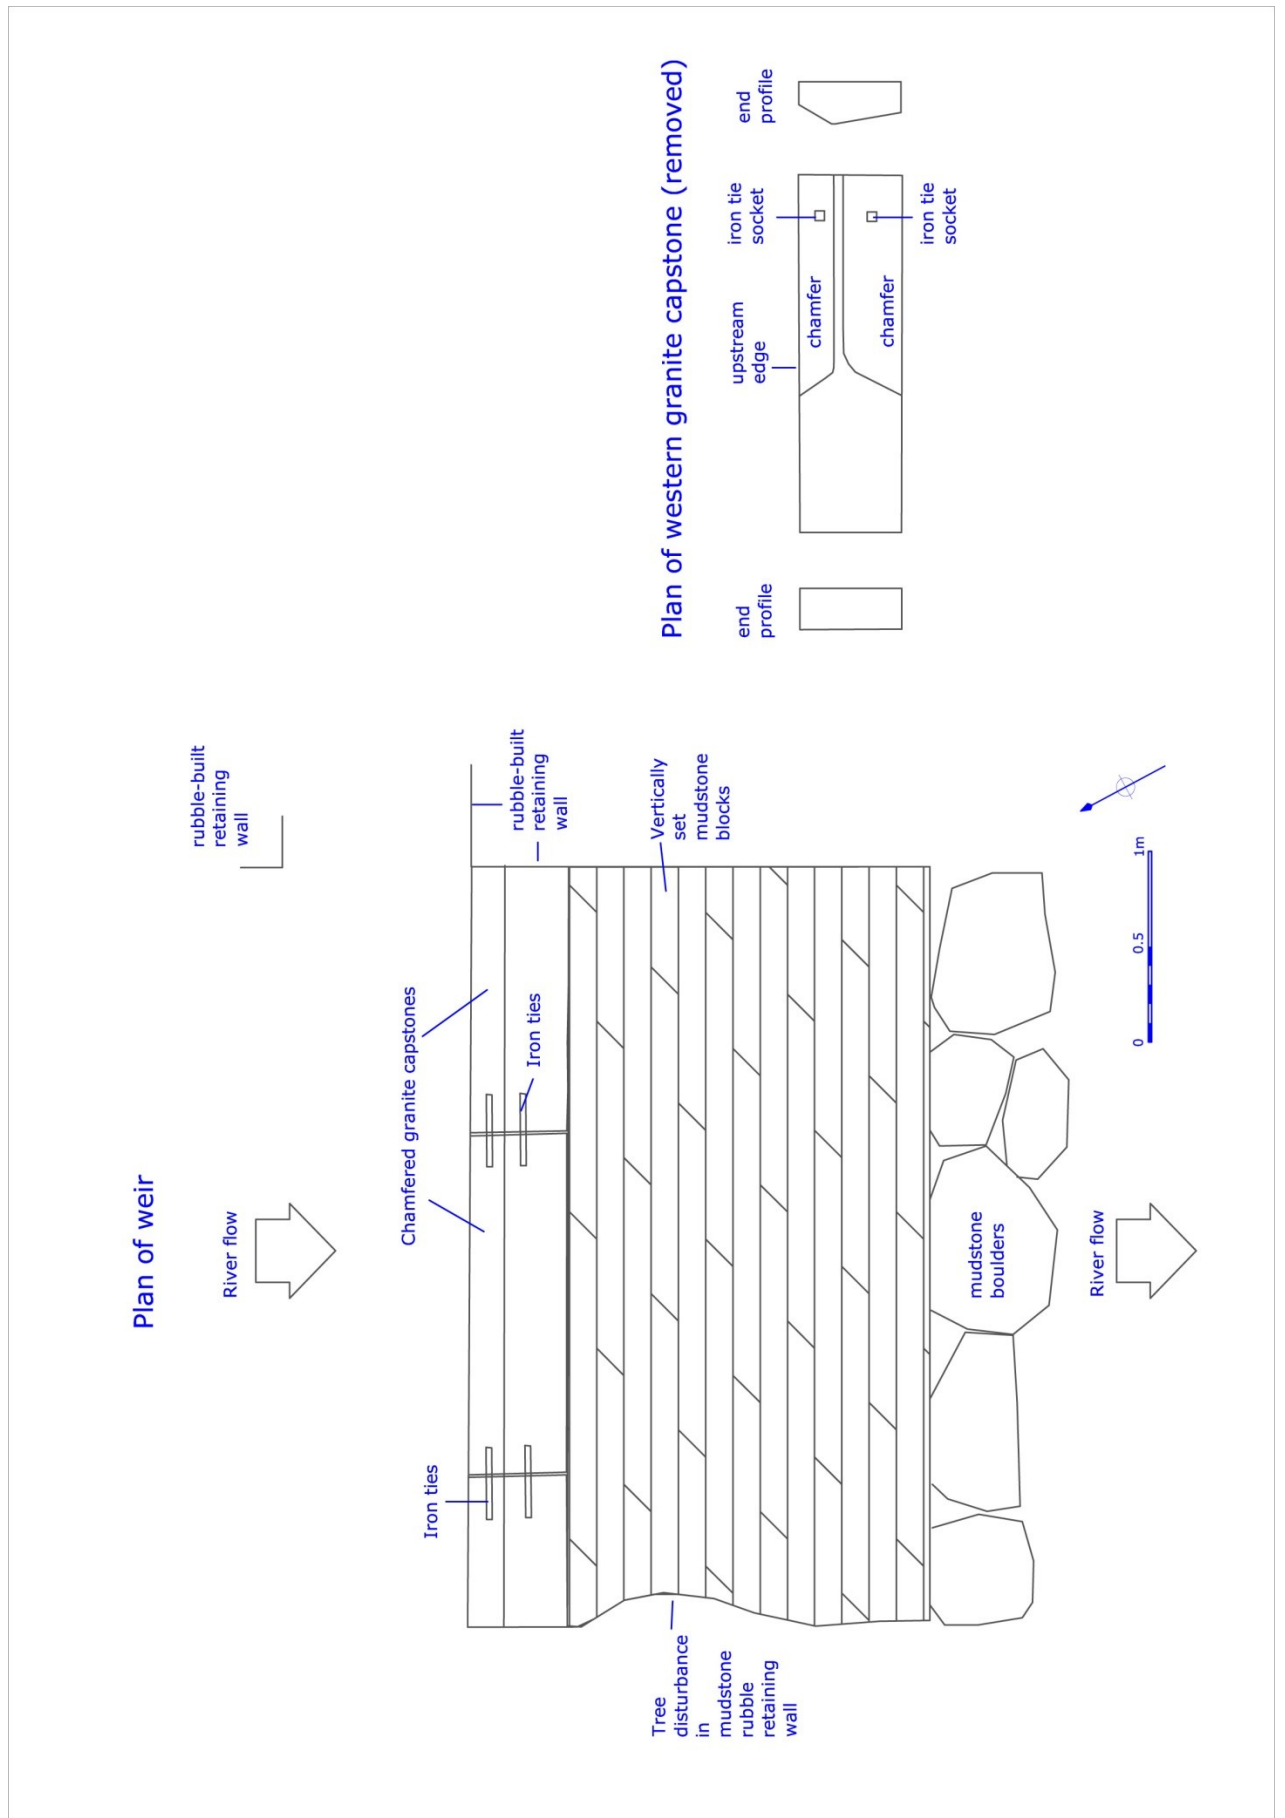 Plan of weir
rubble-built
retaining
wall
River flow
Chamfered granite capstones
Iron ties
rubble-built
retaining
wall
Iron ties
Vertically
set
mudstone
blocks
Tree
disturbance
in
mudstone
rubble
retaining
wall
mudstone
boulders
River flow
0
0.5
1m
Plan of western granite capstone (removed)
end
profile
upstream
edge
iron tie
socket
end
profile
chamfer
chamfer
iron tie
socket